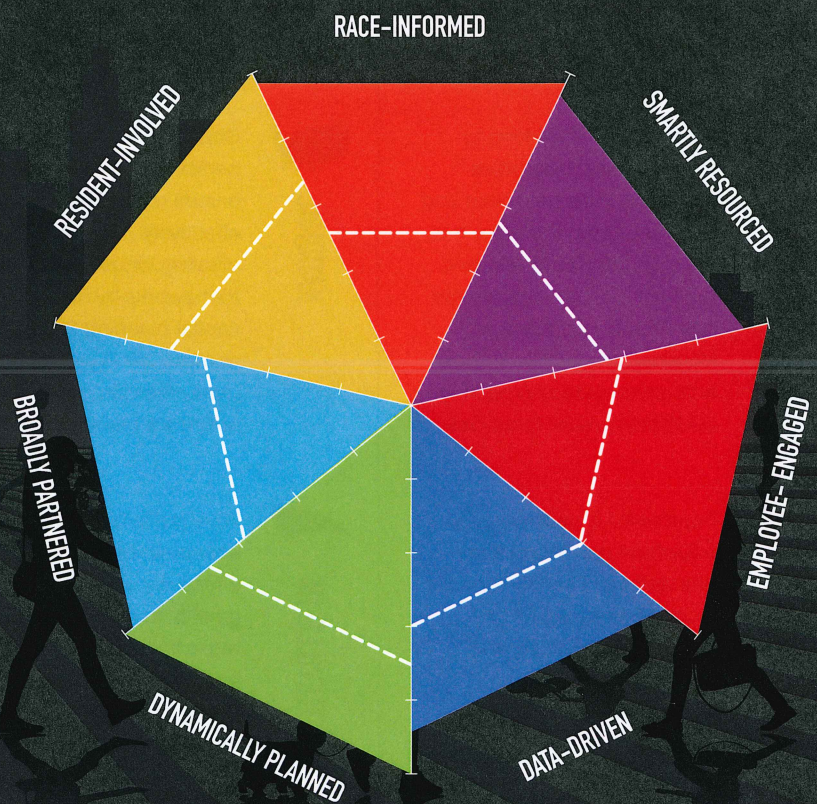 RACE-INFORMED
SMARTLY RESOURCED
EMPLOYEE- ENGAGED
DATA-DRIVEN
DYNAMICALLY PLANNED
BROADLY PARTNERED
RESIDENT-INVOLVED